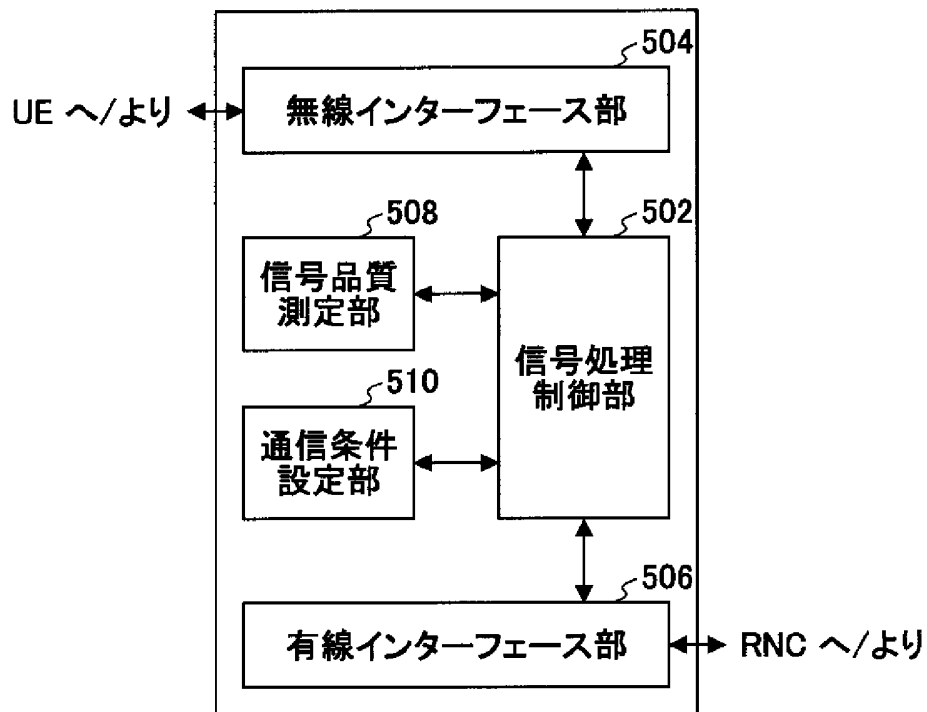 504
UE へ/より
無線インターフェース部
508
502
信号品質
測定部
信号処理
制御部
510
通信条件
設定部
506
有線インターフェース部
RNC へ/より